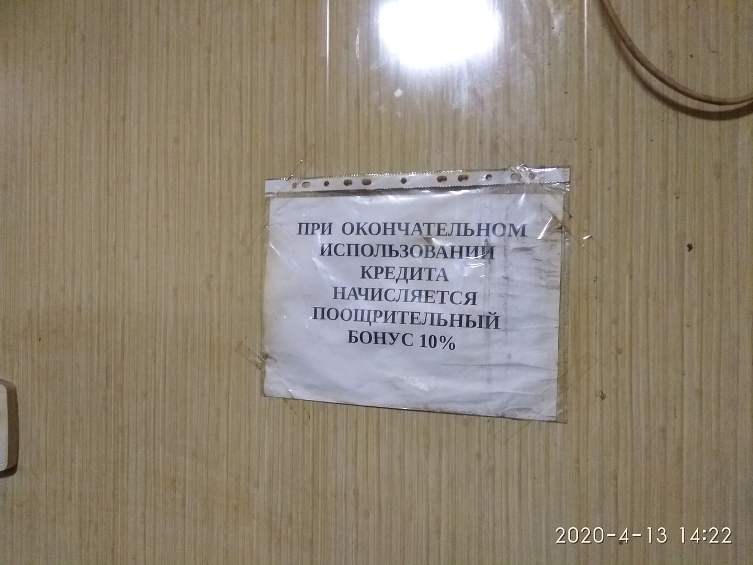 ПРИ ОКОНЧАТЕЛЬНОМ
ИСПОЛЬЗОВАНИИ
КРЕДИТА
НАЧИСЛЯЕТСЯ
ПООЩРИТЕЛЬНЫЙ
БОНУС 10%
2020-4-13 14:22